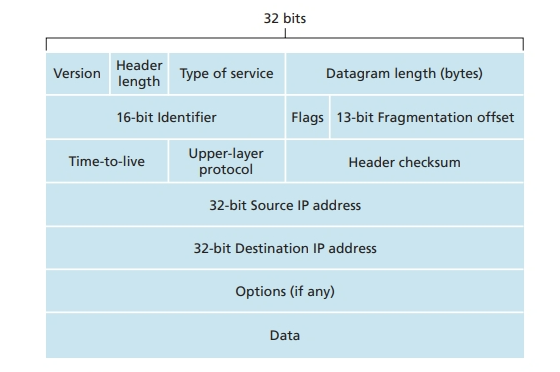 32 bits
Version
Header
length
Type of service
Datagram length (bytes)
16-bit Identifier
Flags
13-bit Fragmentation offset
Time-to-live
Upper-layer
protocol
Header checksum
32-bit Source IP address
32-bit Destination IP address
Options (if any)
Data